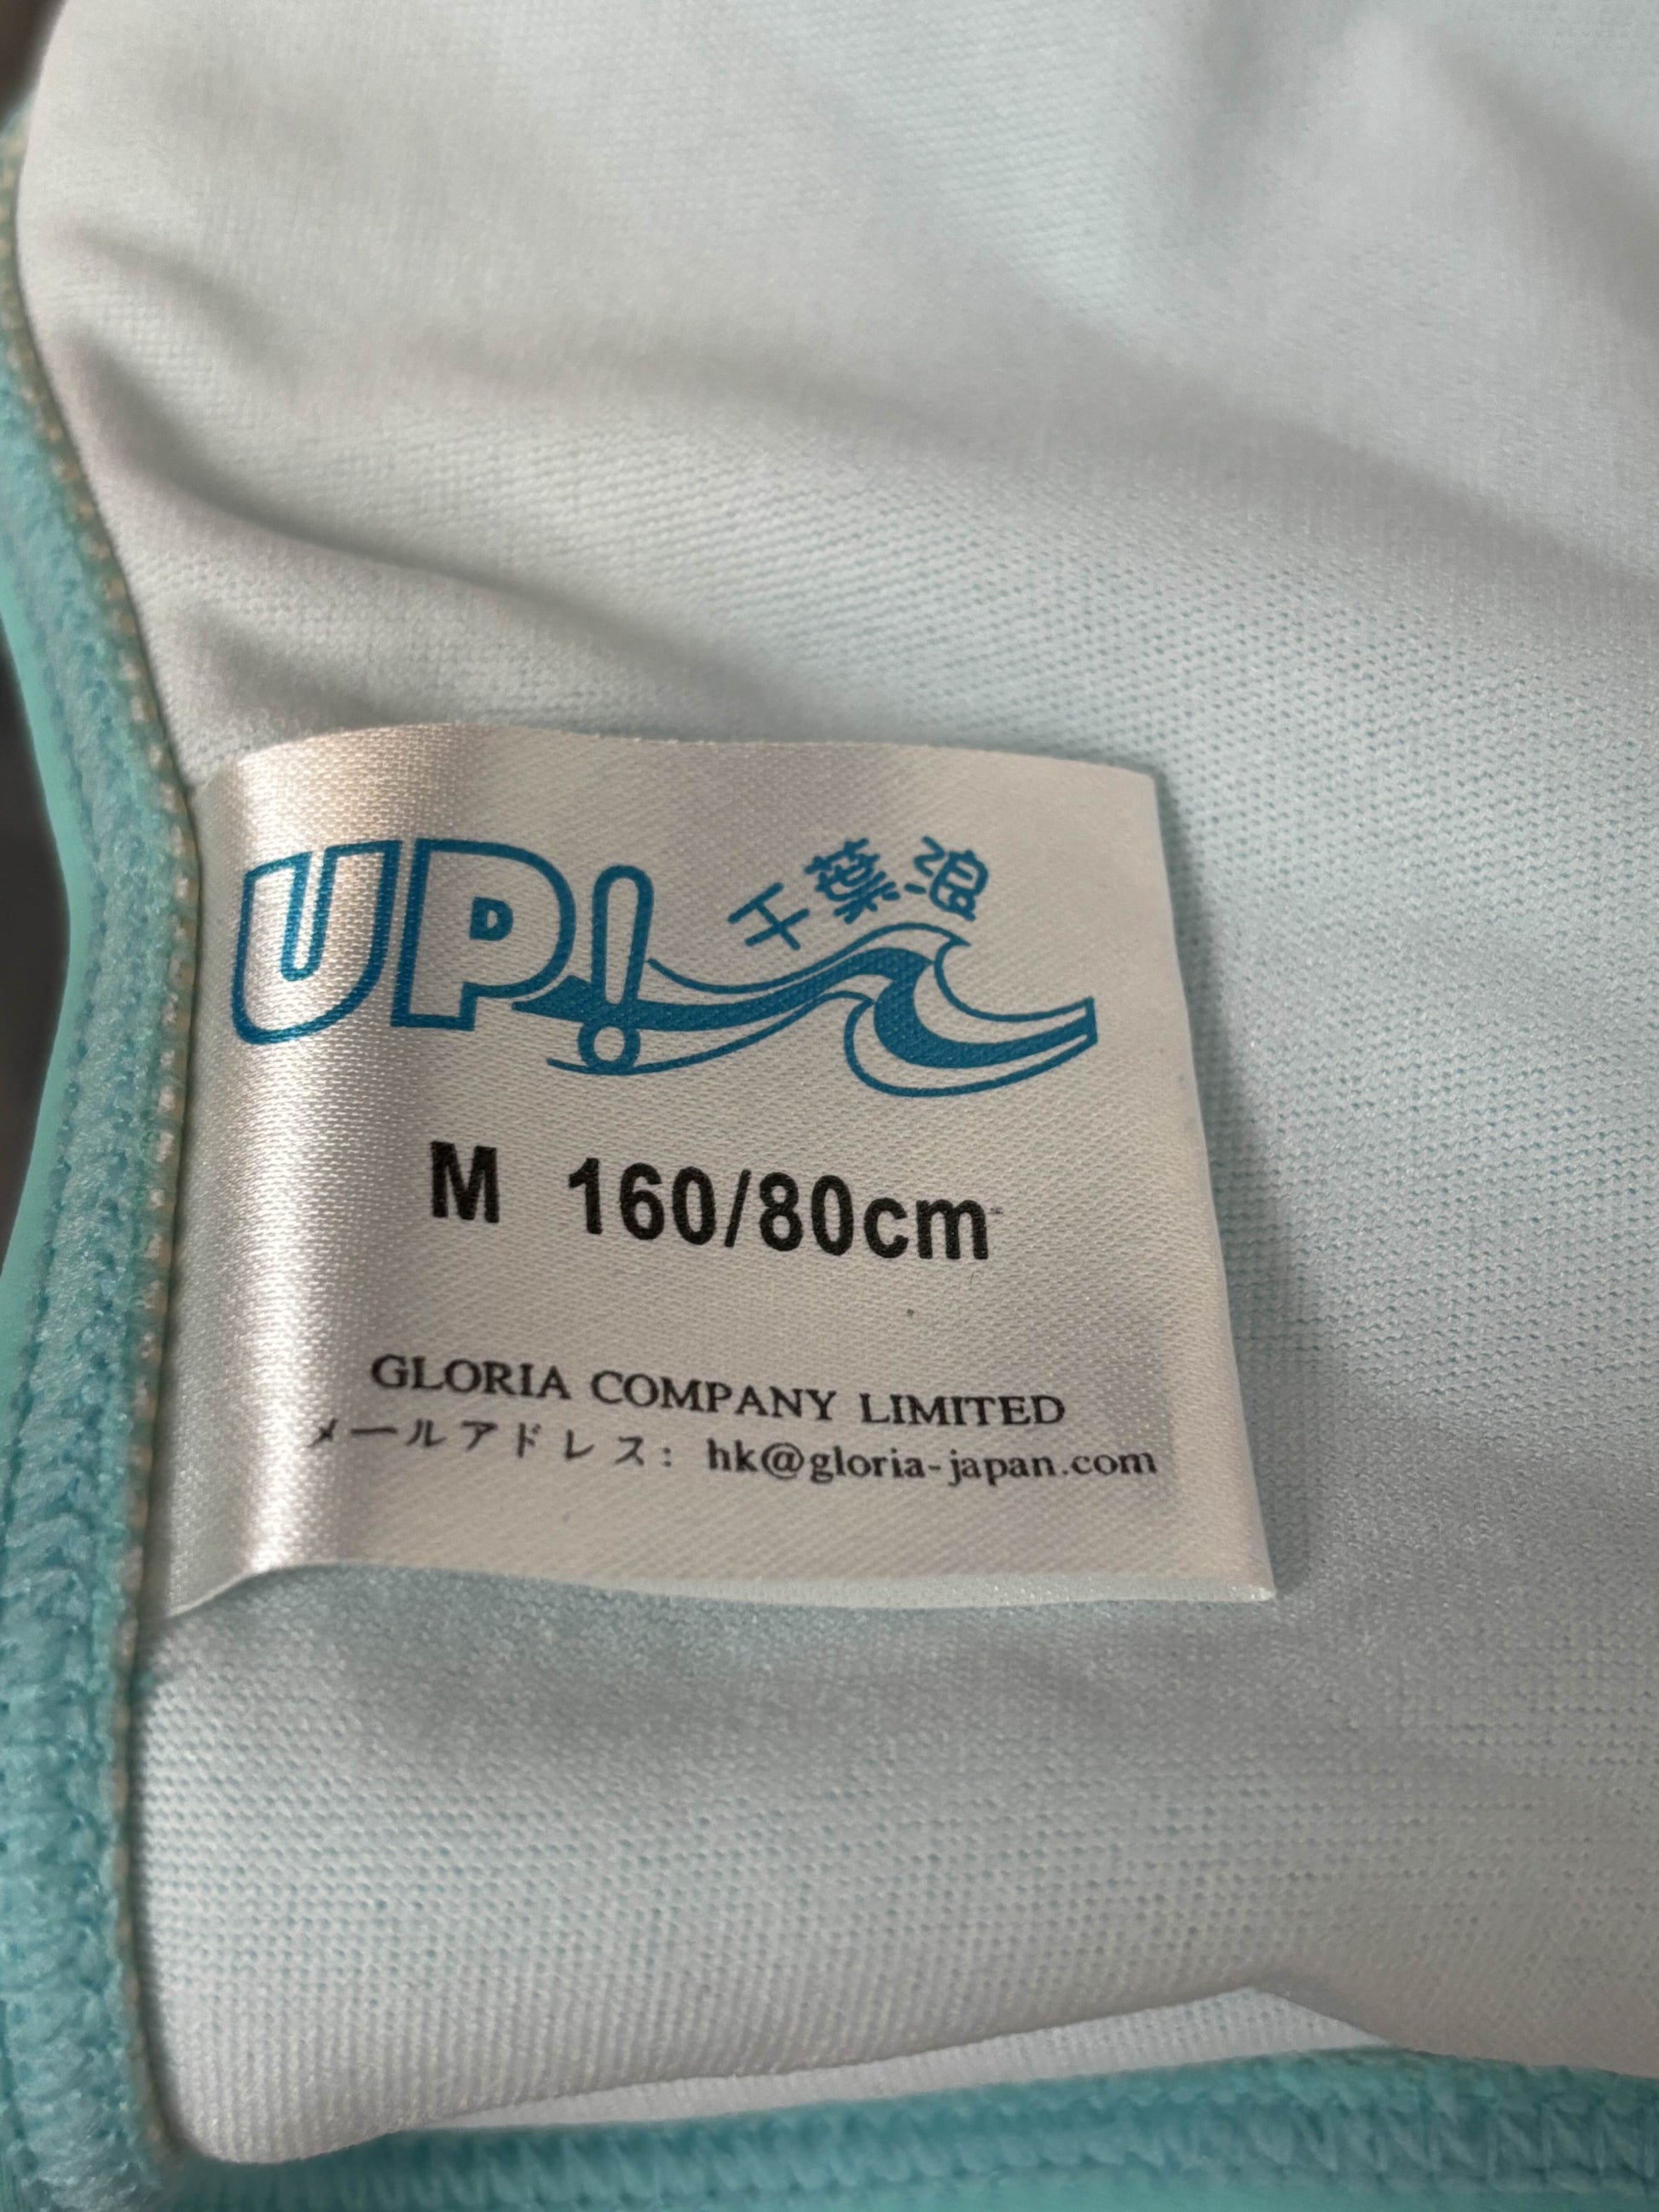 UP! 千葉浪
M 160/80cm
GLORIA COMPANY LIMITED
メールアドレス: hk@gloria-japan.com